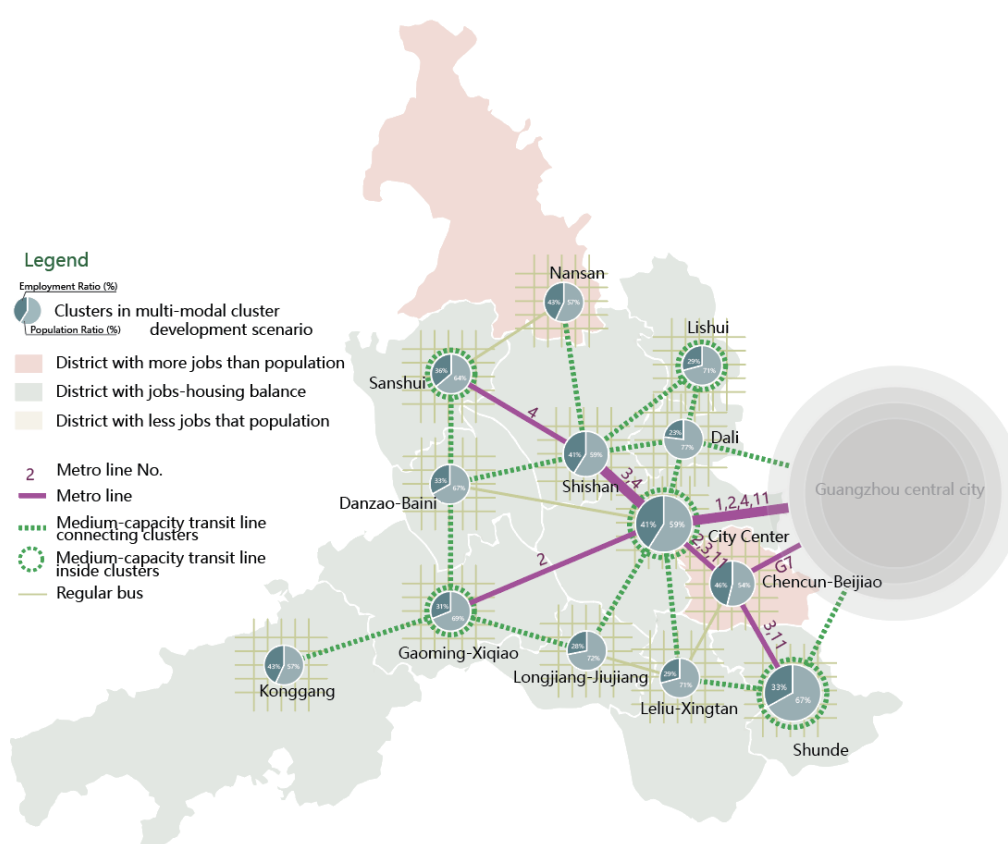 Legend
Employment Ratio (%)
Clusters in multi-modal cluster
development scenario
Population Ratio (%)
District with more jobs than population
District with jobs-housing balance
District with less jobs that population
2
Metro line No.
Metro line
Medium-capacity transit line
connecting clusters
Medium-capacity transit line
inside clusters
Regular bus
Nansan
43%
57%
Lishui
29%
71%
Sanshui
36%
64%
4
Dali
23%
77%
Shishan
41%
59%
3,4
Danzao-Baini
33%
67%
Guangzhou central city
1,2,4,11
City Center
41%
59%
2,3,11
G7
Chencun-Beijiao
46%
54%
2
3,11
Gaoming-Xiqiao
31%
69%
Konggang
43%
57%
Longjiang-Jiujiang
28%
72%
Leliu-Xingtan
29%
71%
Shunde
33%
67%